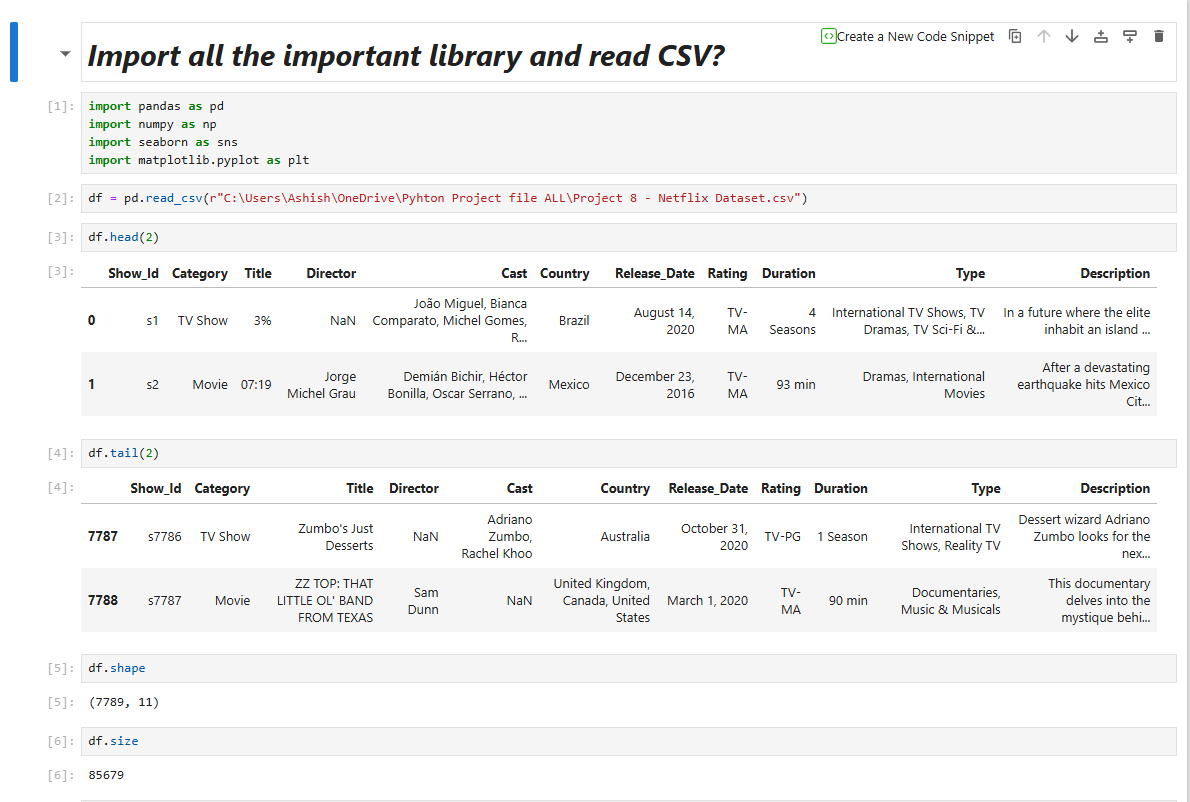 Create a New Code Snippet
Import all the important library and read CSV?
[1]: import pandas as pd
import numpy as np
import seaborn as sns
import matplotlib.pyplot as plt
[2]: df = pd.read_csv(r"C:\Users\Ashish\OneDrive\Pyhton Project file ALL\Project 8 - Netflix Dataset.csv")
[3]: df.head(2)
[3]: Show_Id Category Title Director Cast Country Release_Date Rating Duration Type Description
0 s1 TV Show 3% NaN João Miguel, Bianca Comparato, Michel Gomes, R... Brazil August 14, 2020 TV-MA 4 Seasons International TV Shows, TV Dramas, TV Sci-Fi &... In a future where the elite inhabit an island ...
1 s2 Movie 07:19 Jorge Michel Grau Demián Bichir, Héctor Bonilla, Oscar Serrano, ... Mexico December 23, 2016 TV-MA 93 min Dramas, International Movies After a devastating earthquake hits Mexico Cit...
[4]: df.tail(2)
[4]: Show_Id Category Title Director Cast Country Release_Date Rating Duration Type Description
7787 s7786 TV Show Zumbo's Just Desserts NaN Adriano Zumbo, Rachel Khoo Australia October 31, 2020 TV-PG 1 Season International TV Shows, Reality TV Dessert wizard Adriano Zumbo looks for the nex...
7788 s7787 Movie ZZ TOP: THAT LITTLE OL' BAND FROM TEXAS Sam Dunn NaN United Kingdom, Canada, United States March 1, 2020 TV-MA 90 min Documentaries, Music & Musicals This documentary delves into the mystique behi...
[5]: df.shape
[5]: (7789, 11)
[6]: df.size
[6]: 85679